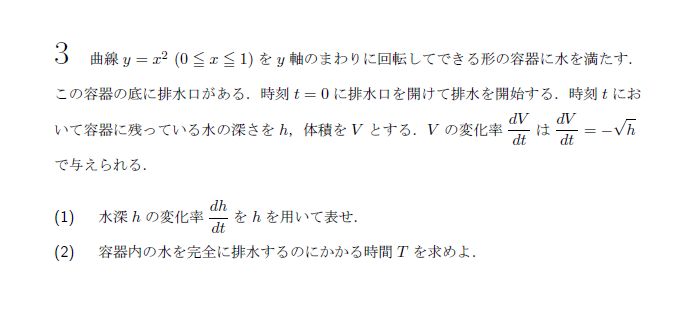 3 曲線 y = x² (0 ≦ x ≦ 1) を y 軸のまわりに回転してできる形の容器に水を満たす.
この容器の底に排水口がある. 時刻 t = 0 に排水口を開けて排水を開始する. 時刻 t にお
いて容器に残っている水の深さを h, 体積を V とする. V の変化率 dV/dt は dV/dt = −√h
で与えられる.
(1) 水深 h の変化率 dh/dt を h を用いて表せ.
(2) 容器内の水を完全に排水するのにかかる時間 T を求めよ.